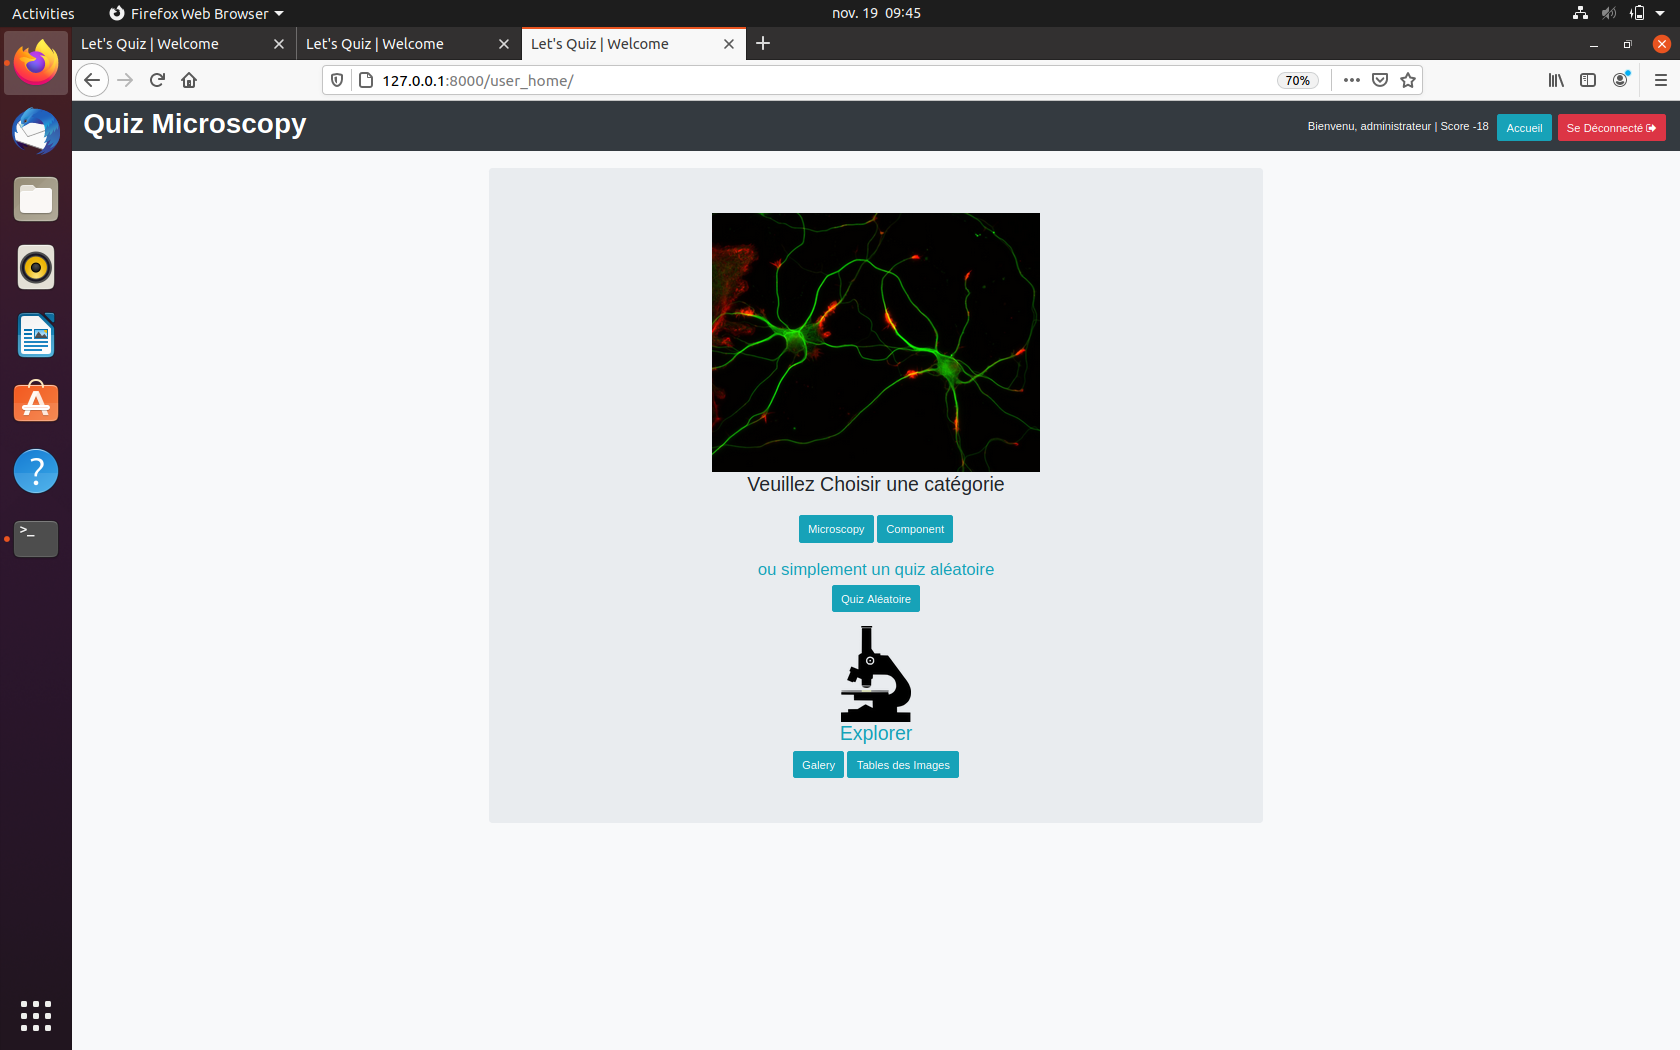 Activities Firefox Web Browser nov. 19 09:45
Let's Quiz | Welcome Let's Quiz | Welcome Let's Quiz | Welcome
127.0.0.1:8000/user_home/ 70%
Quiz Microscopy Bienvenu, administrateur | Score -18 Accueil Se Déconnecté
Veuillez Choisir une catégorie
Microscopy Component
ou simplement un quiz aléatoire
Quiz Aléatoire
Explorer
Galery Tables des Images